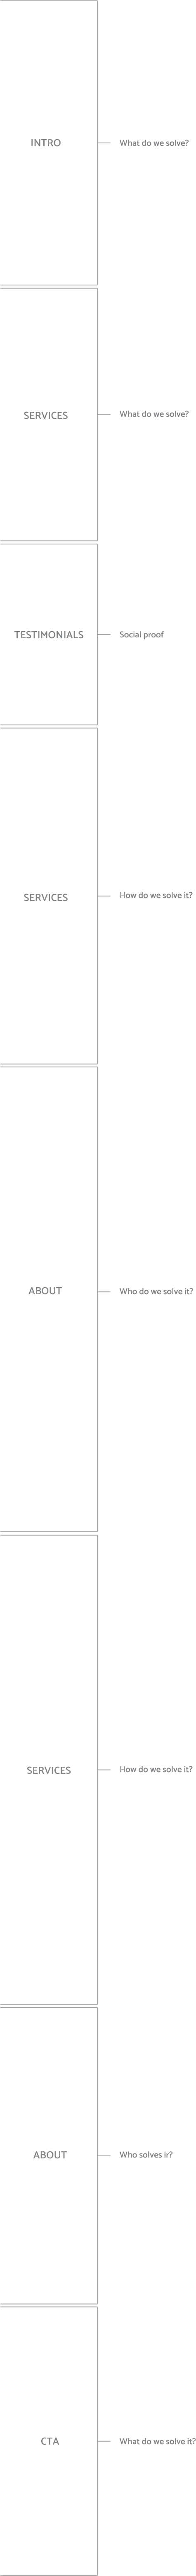 INTRO
What do we solve?
SERVICES
What do we solve?
TESTIMONIALS
Social proof
SERVICES
How do we solve it?
ABOUT
Who do we solve it?
SERVICES
How do we solve it?
ABOUT
Who solves ir?
CTA
What do we solve it?